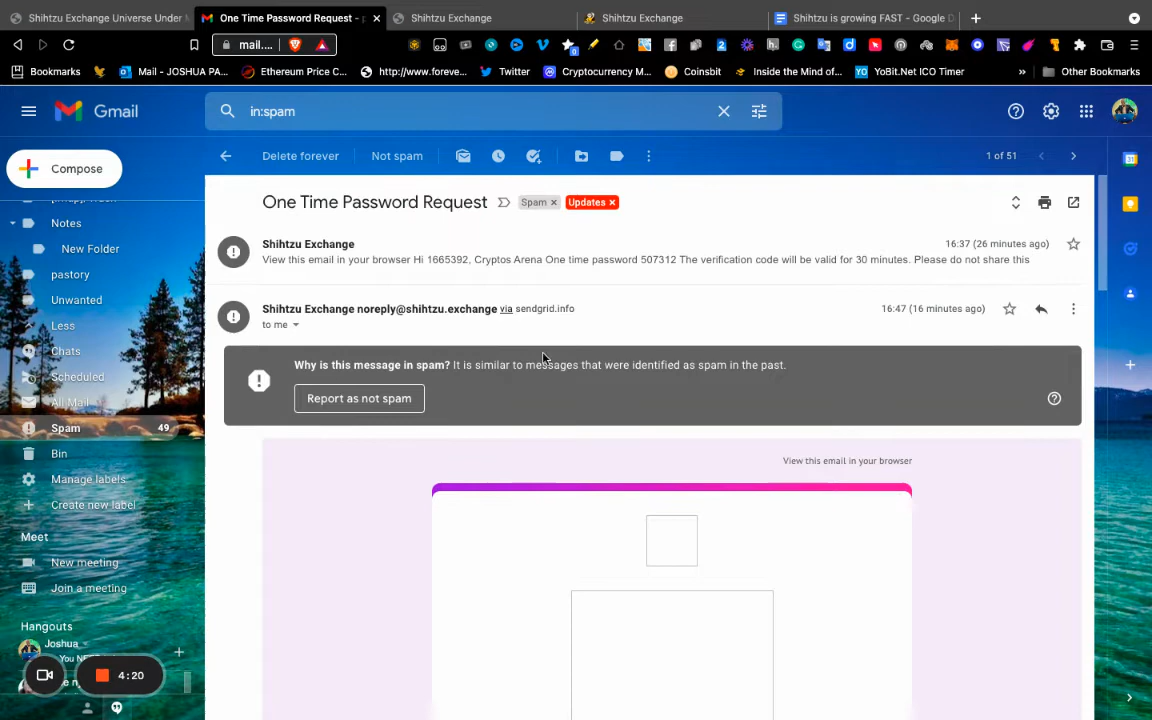 Shihtzu Exchange Universe Under
One Time Password Request -
Shihtzu Exchange
Shihtzu Exchange
Shihtzu is growing FAST - Google D
mail....
Bookmarks
Mail - JOSHUA PA...
Ethereum Price C...
http://www.foreve...
Twitter
Cryptocurrency M...
Coinsbit
Inside the Mind of...
YoBit.Net ICO Timer
»
Other Bookmarks
Gmail
in:spam
Compose
Delete forever
Not spam
1 of 51
Notes
New Folder
pastory
Unwanted
Less
Chats
Scheduled
All Mail
Spam 49
Bin
Manage labels
Create new label
Meet
New meeting
Join a meeting
Hangouts
Joshua
4:20
One Time Password Request
Spam ×
Updates ×
Shihtzu Exchange
16:37 (26 minutes ago)
View this email in your browser Hi 1665392, Cryptos Arena One time password 507312 The verification code will be valid for 30 minutes. Please do not share this
Shihtzu Exchange noreply@shihtzu.exchange via sendgrid.info
16:47 (16 minutes ago)
to me
Why is this message in spam? It is similar to messages that were identified as spam in the past.
Report as not spam
View this email in your browser